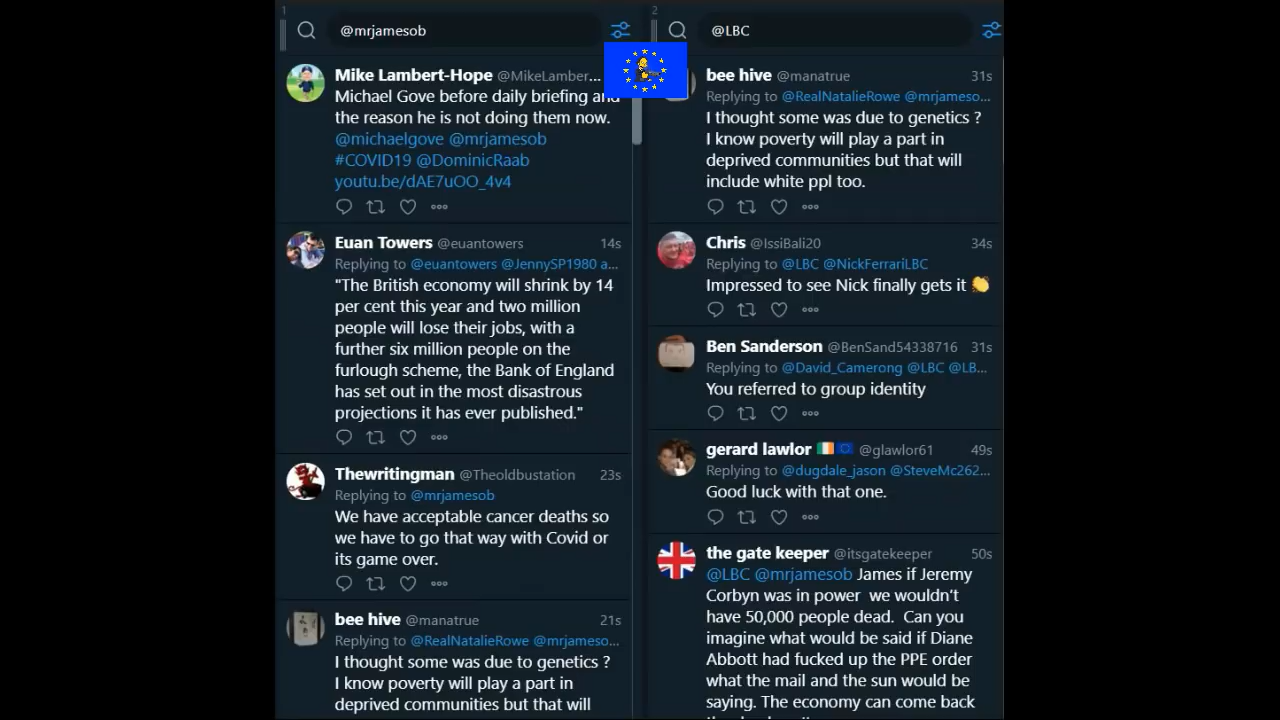 1
@mrjamesob
Mike Lambert-Hope @MikeLamber...
Michael Gove before daily briefing and
the reason he is not doing them now.
@michaelgove @mrjamesob
#COVID19 @DominicRaab
youtu.be/dAE7uOO_4v4
Euan Towers @euantowers 14s
Replying to @euantowers @JennySP1980 a...
"The British economy will shrink by 14
per cent this year and two million
people will lose their jobs, with a
further six million people on the
furlough scheme, the Bank of England
has set out in the most disastrous
projections it has ever published."
Thewritingman @Theoldbustation 23s
Replying to @mrjamesob
We have acceptable cancer deaths so
we have to go that way with Covid or
its game over.
bee hive @manatrue 21s
Replying to @RealNatalieRowe @mrjameso...
I thought some was due to genetics ?
I know poverty will play a part in
deprived communities but that will
2
@LBC
bee hive @manatrue 31s
Replying to @RealNatalieRowe @mrjameso...
I thought some was due to genetics ?
I know poverty will play a part in
deprived communities but that will
include white ppl too.
Chris @IssiBali20 34s
Replying to @LBC @NickFerrariLBC
Impressed to see Nick finally gets it 👏
Ben Sanderson @BenSand54338716 31s
Replying to @David_Camerong @LBC @LB...
You referred to group identity
gerard lawlor 🇮🇪🇪🇺 @glawlor61 49s
Replying to @dugdale_jason @SteveMc262...
Good luck with that one.
the gate keeper @itsgatekeeper 50s
@LBC @mrjamesob James if Jeremy
Corbyn was in power we wouldn't
have 50,000 people dead. Can you
imagine what would be said if Diane
Abbott had fucked up the PPE order
what the mail and the sun would be
saying. The economy can come back